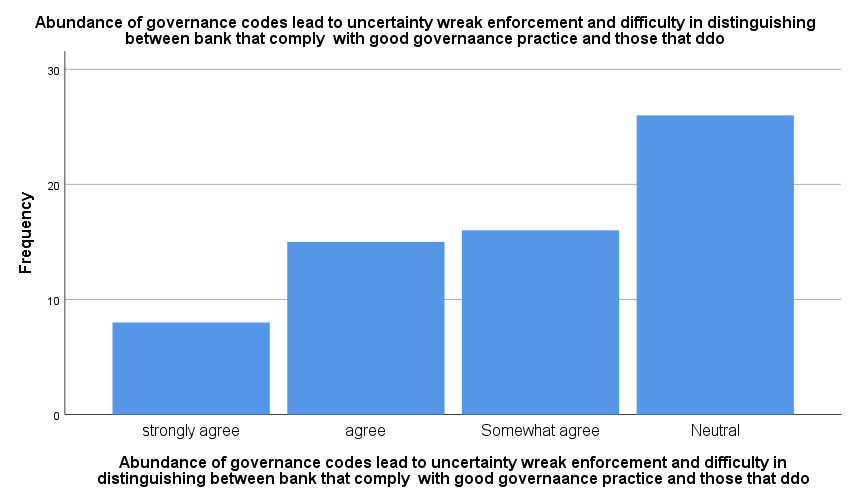 Abundance of governance codes lead to uncertainty wreak enforcement and difficulty in distinguishing
between bank that comply  with good governaance practice and those that ddo
30
20
10
0
Frequency
strongly agree
agree
Somewhat agree
Neutral
Abundance of governance codes lead to uncertainty wreak enforcement and difficulty in
distinguishing between bank that comply  with good governaance practice and those that ddo